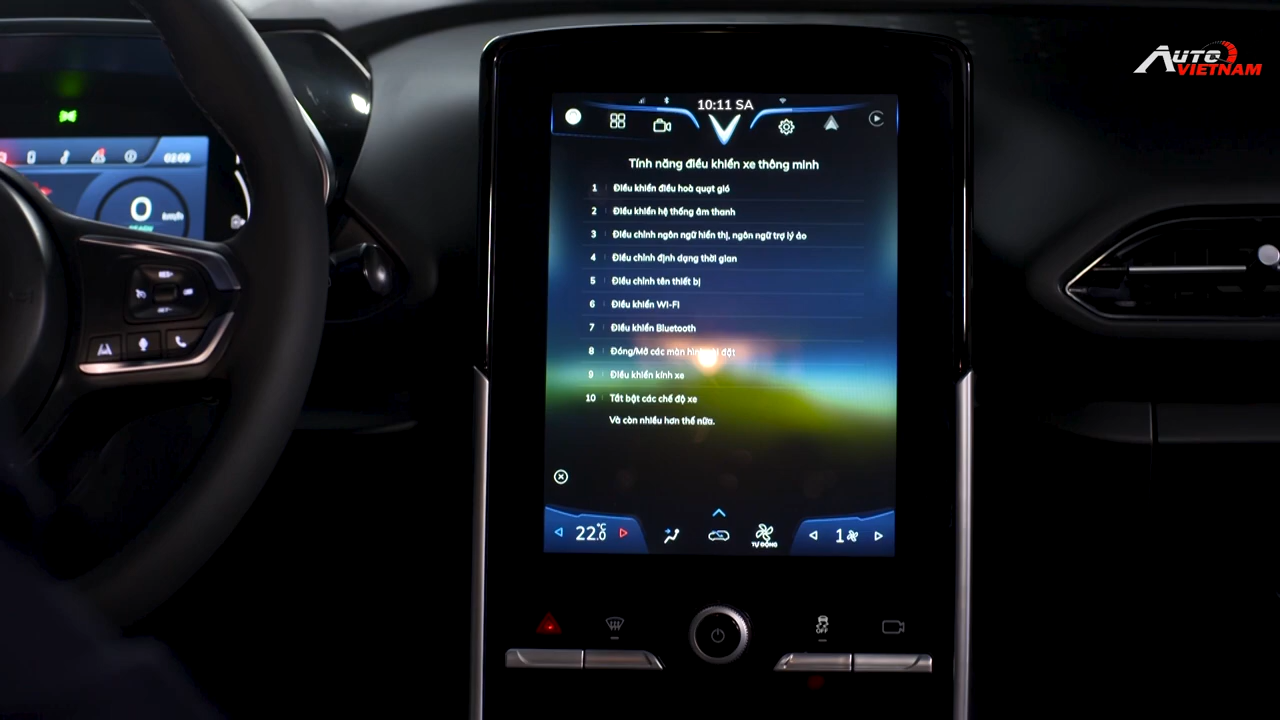 AUTO
VIETNAM
10:11 SA
Tính năng điều khiển xe thông minh
1 Điều khiển điều hoà quạt gió
2 Điều khiển hệ thống âm thanh
3 Điều chỉnh ngôn ngữ hiển thị, ngôn ngữ trợ lý ảo
4 Điều chỉnh định dạng thời gian
5 Điều chỉnh tên thiết bị
6 Điều khiển Wi-Fi
7 Điều khiển Bluetooth
8 Đóng/Mở các màn hình cài đặt
9 Điều khiển kính xe
10 Tắt bật các chế độ xe
Và còn nhiều hơn thế nữa.
22.0 °C
TỰ ĐỘNG
1
OFF
0
km/h